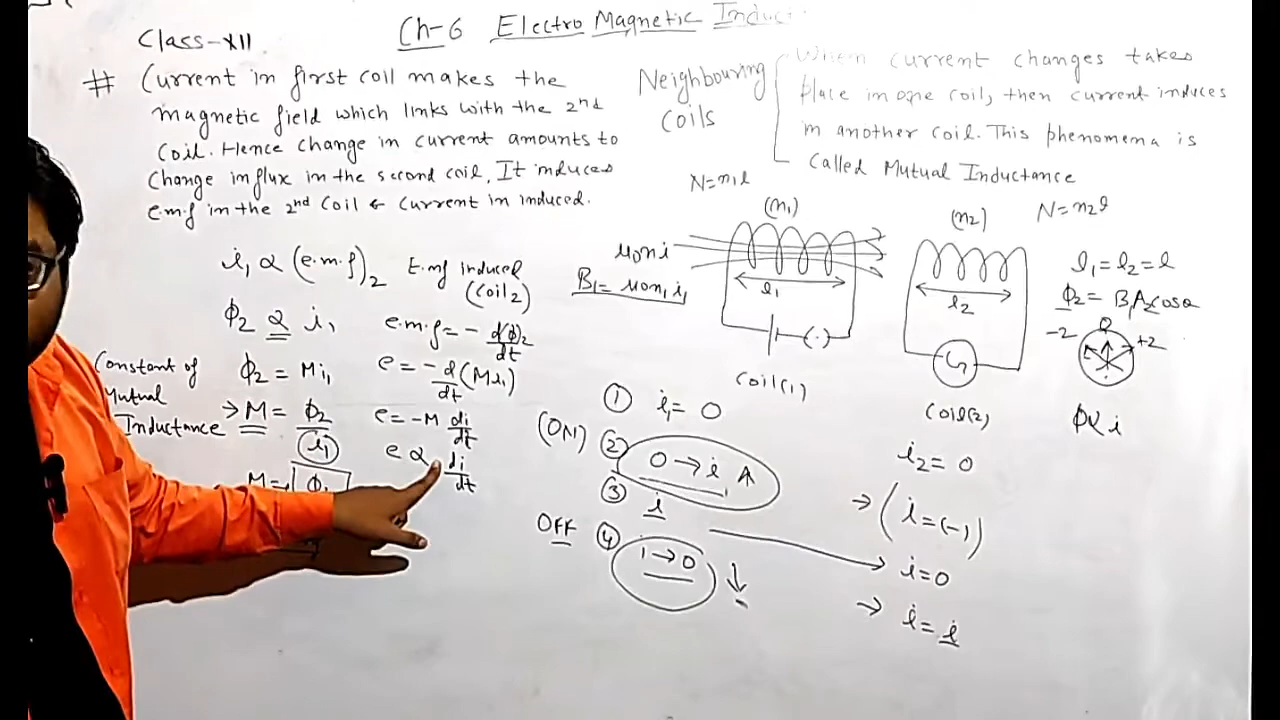 Class-XII
Ch-6 Electro Magnetic Induc
# Current in first coil makes the
magnetic field which links with the 2nd
coil. Hence change in current amounts to
change in flux in the second coil, It induces
e.m.f in the 2nd coil & current in induced.
Neighbouring
coils
When current changes takes
place in one coil, then current induces
in another coil. This phenomena is
called Mutual Inductance
N=n₁l
(n₁)
μ₀ni
B₁= μ₀n₁i₁
l₁
coil(1)
(n₂)
N=n₂l
l₂
G
coil(2)
l₁=l₂=l
ϕ₂= B₁A₂cosθ
-2 0 +2
ϕ∝i
i₁ ∝ (e.m.f)₂
E.mf induced
(coil₂)
ϕ₂ ∝ i₁
ϕ₂ = Mi₁
Constant of
Mutual
Inductance
→ M = ϕ₂/i₁
M=
e.m.f = - d(ϕ)₂/dt
e = - d/dt (Mi₁)
e = -M di/dt
e ∝ di/dt
① i₁ = 0
(ON) ② 0→i,
③ i
OFF ④ i→0 ↓
i₂ = 0
→ (i=(-1)
i=0
→ i= i